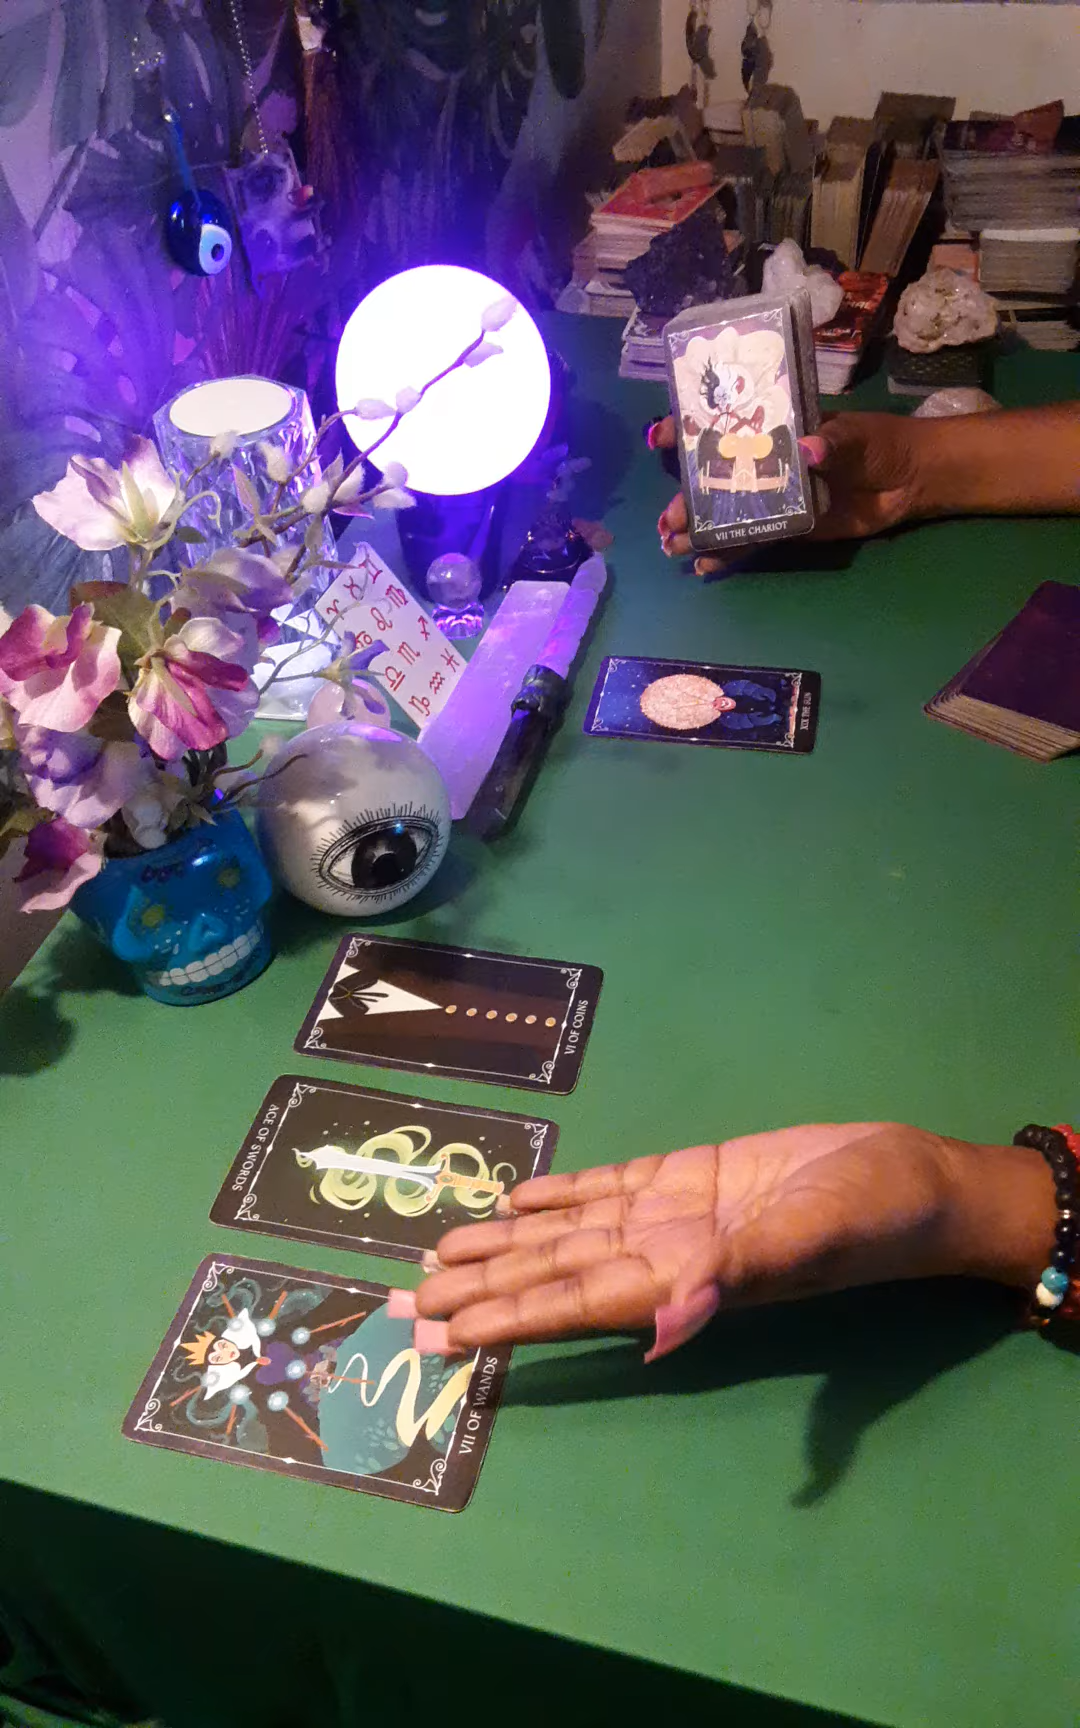 VII THE CHARIOT
XIX THE SUN
VI OF COINS
ACE OF SWORDS
VII OF WANDS